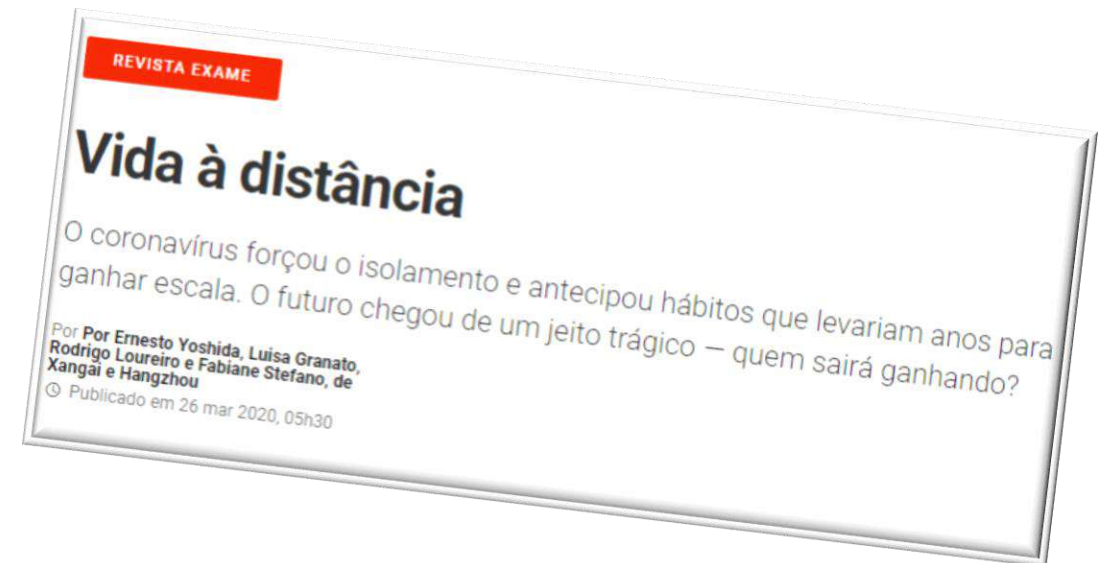 REVISTA EXAME
Vida à distância
O coronavírus forçou o isolamento e antecipou hábitos que levariam anos para
ganhar escala. O futuro chegou de um jeito trágico — quem sairá ganhando?
Por Por Ernesto Yoshida, Luisa Granato,
Rodrigo Loureiro e Fabiane Stefano, de
Xangai e Hangzhou
Publicado em 26 mar 2020, 05h30